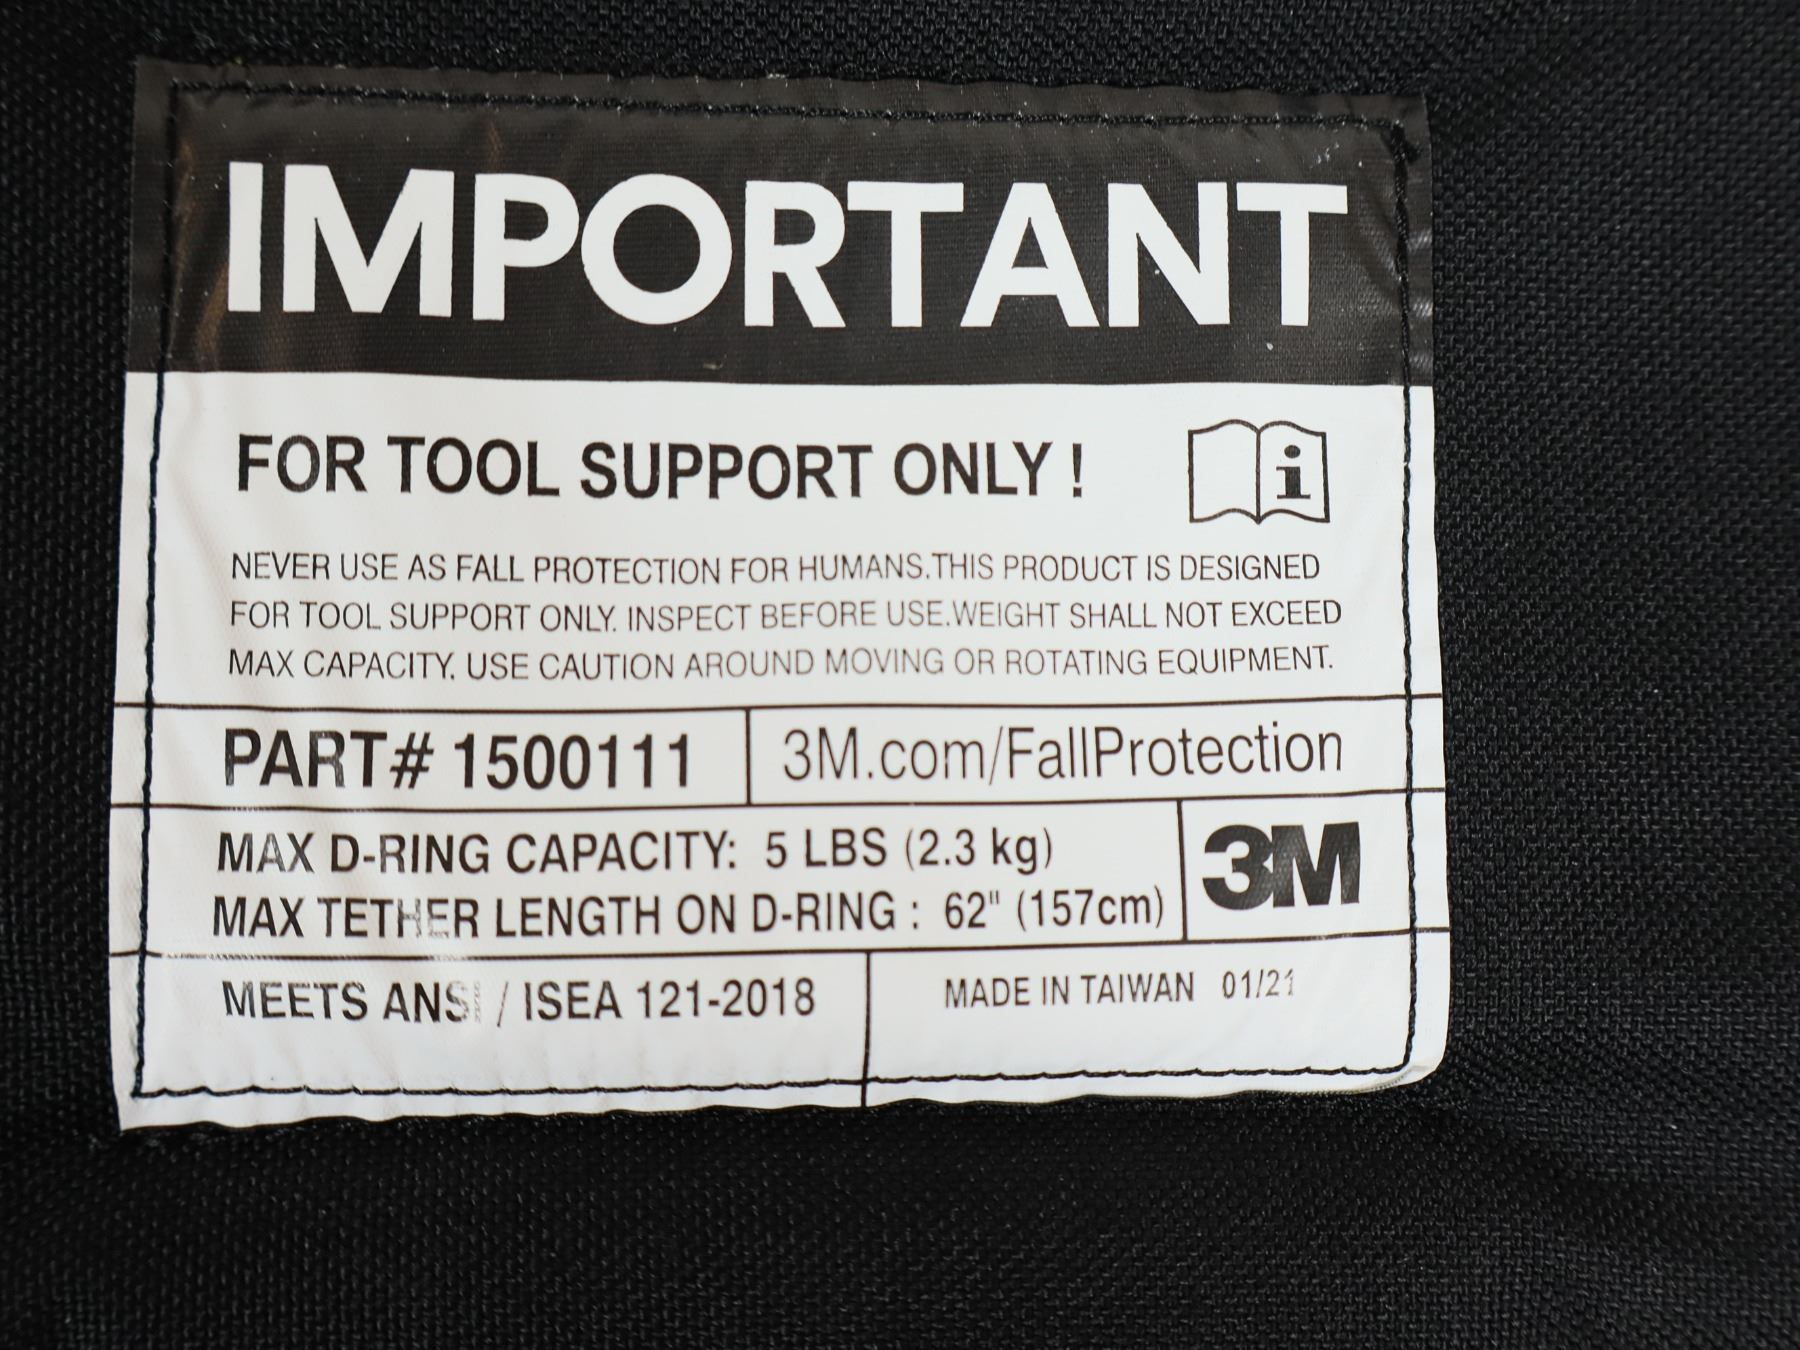 IMPORTANT
FOR TOOL SUPPORT ONLY !
NEVER USE AS FALL PROTECTION FOR HUMANS.THIS PRODUCT IS DESIGNED
FOR TOOL SUPPORT ONLY. INSPECT BEFORE USE.WEIGHT SHALL NOT EXCEED
MAX CAPACITY. USE CAUTION AROUND MOVING OR ROTATING EQUIPMENT.
PART# 1500111
3M.com/FallProtection
MAX D-RING CAPACITY: 5 LBS (2.3 kg)
MAX TETHER LENGTH ON D-RING : 62" (157cm)
3M
MEETS ANSI / ISEA 121-2018
MADE IN TAIWAN 01/21